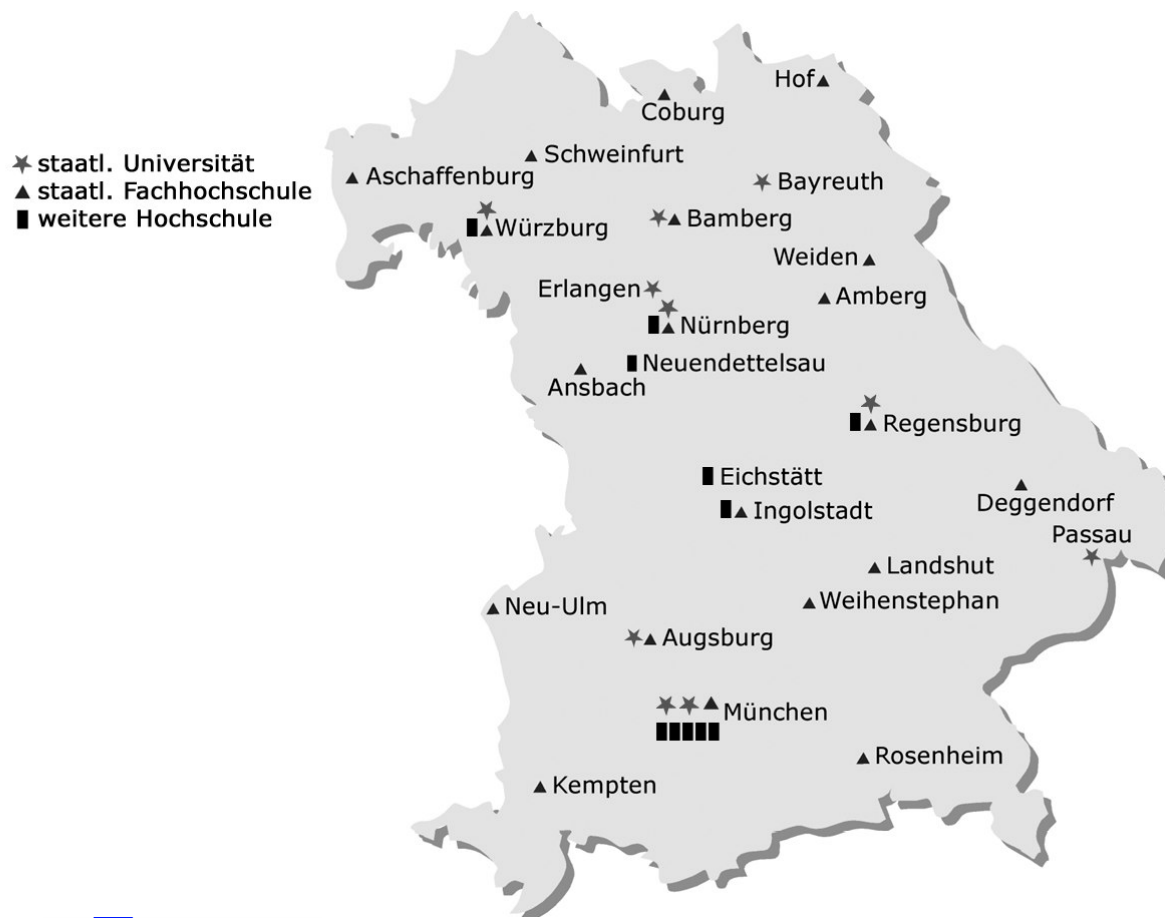 Hof
Coburg
staatl. Universität
staatl. Fachhochschule
weitere Hochschule
Schweinfurt
Aschaffenburg
Bayreuth
Würzburg
Bamberg
Weiden
Erlangen
Amberg
Nürnberg
Neuendettelsau
Ansbach
Regensburg
Eichstätt
Ingolstadt
Deggendorf
Passau
Landshut
Neu-Ulm
Weihenstephan
Augsburg
München
Rosenheim
Kempten